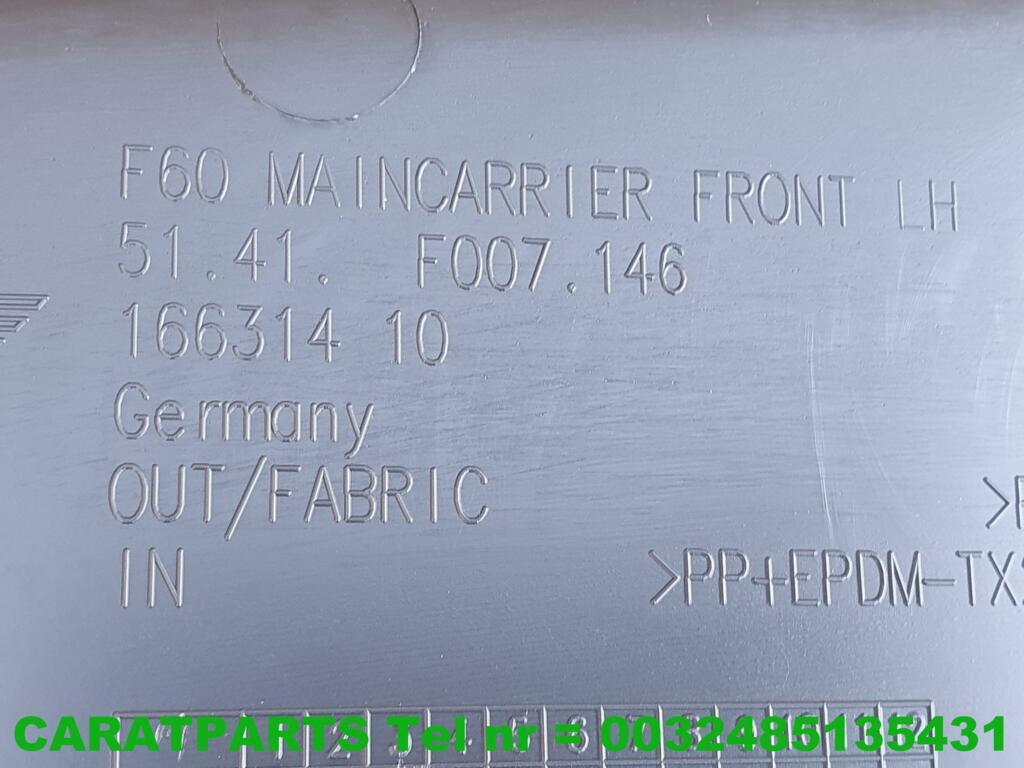 F60 MAINCARRIER FRONT LH
51.41. F007.146
166314 10
Germany
OUT/FABRIC
IN >PP+EPDM-TX
CARATPARTS Tel nr = 0032485135431